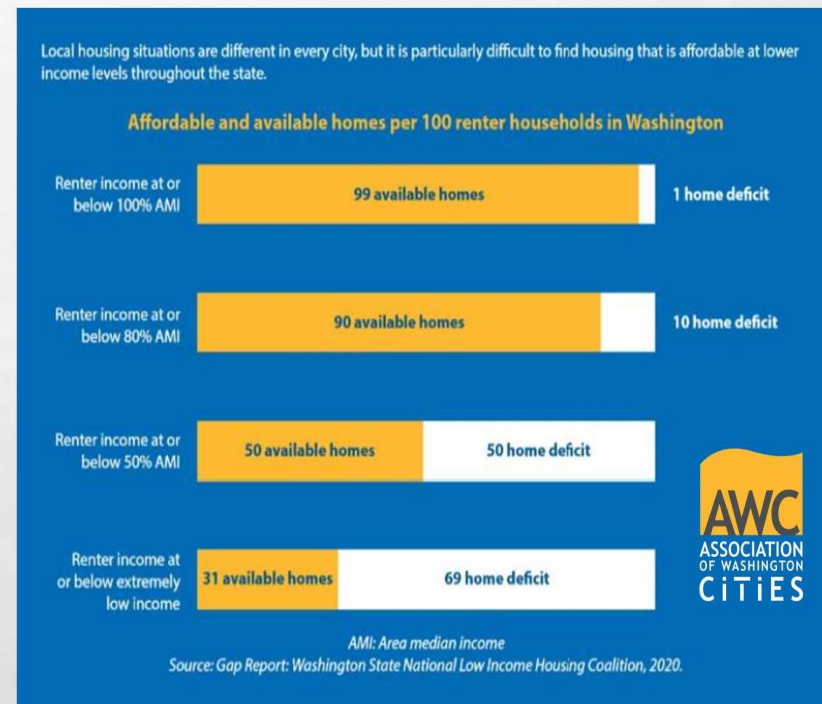 Local housing situations are different in every city, but it is particularly difficult to find housing that is affordable at lower
income levels throughout the state.
Affordable and available homes per 100 renter households in Washington
Renter income at or
below 100% AMI
99 available homes
1 home deficit
Renter income at or
below 80% AMI
90 available homes
10 home deficit
Renter income at or
below 50% AMI
50 available homes
50 home deficit
Renter income at
or below extremely
low income
31 available homes
69 home deficit
AWC
ASSOCIATION
OF WASHINGTON
CiTiES
AMI: Area median income
Source: Gap Report: Washington State National Low Income Housing Coalition, 2020.